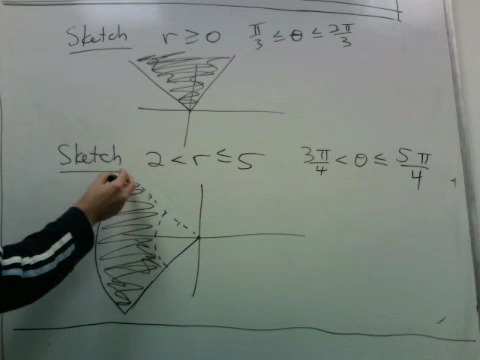 Sketch r ≥ 0 π/3 ≤ θ ≤ 2π/3
Sketch 2 < r ≤ 5 3π/4 < θ ≤ 5π/4